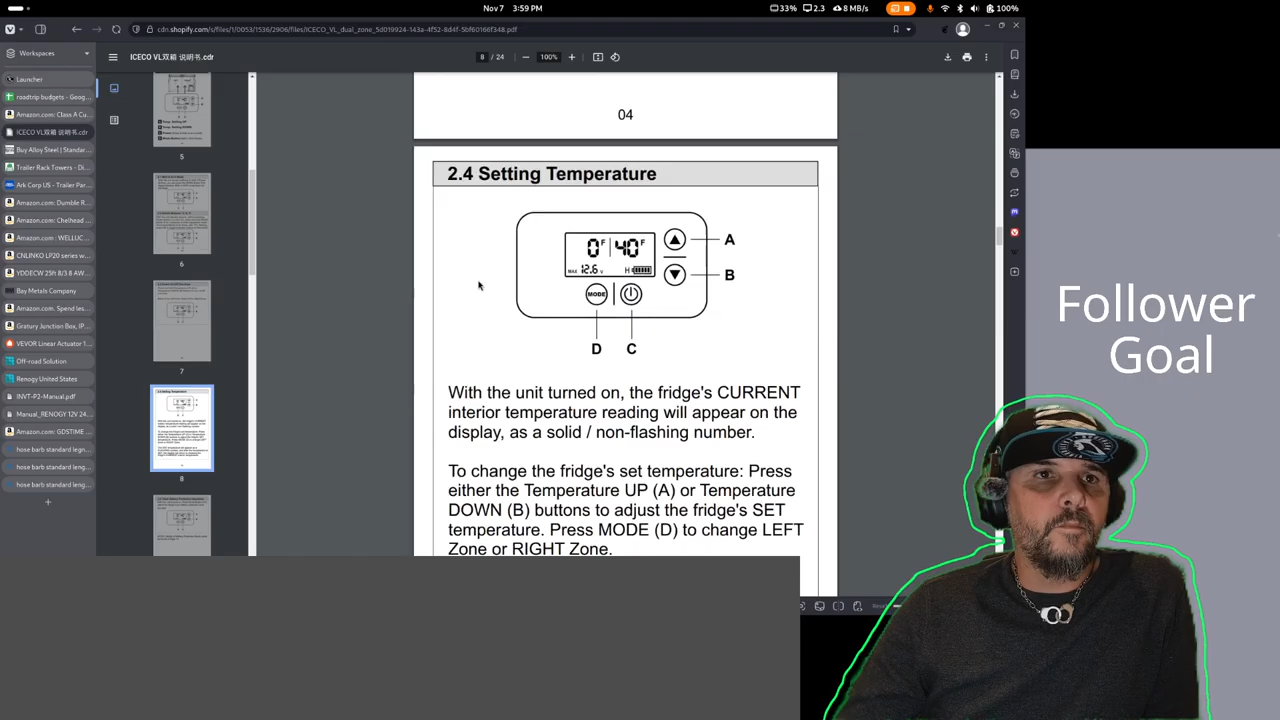 Nov 7 3:59 PM
33% 2.3 8 MB/s 100%
Workspaces
cdn.shopify.com/s/files/1/0053/1536/2906/files/ICECO_VL_dual_zone_5d019924-143a-4f52-8d4f-5bf60166f348.pdf
Launcher
roadtrip budgets - Goog...
Amazon.com: Class A Cu...
ICECO VL双箱 说明书.cdr
Buy Alloy Steel | Standar...
Trailer Rack Towers - Di...
Ark Corp US - Trailer Par...
Amazon.com: Dumble R...
Amazon.com: Chelhead ...
Amazon.com: WELLUC...
CNLINKO LP20 series w...
YDDECW 25ft 8/3 8 AW...
Bay Metals Company
Amazon.com. Spend les...
Gratury Junction Box, IP...
VEVOR Linear Actuator 1...
Off-road Solution
Renogy United States
INVT-P2-Manual.pdf
Manual_RENOGY 12V 24...
Amazon.com: GDSTIME...
hose barb standard legn...
hose barb standard leng...
hose barb standard leng...
ICECO VL双箱 说明书.cdr
8 / 24
100%
5
6
7
8
04
2.4 Setting Temperature
0 F 40 F
MAX 12.6 V H
MODE
A
B
D C
With the unit turned on, the fridge's CURRENT
interior temperature reading will appear on the
display, as a solid / non-flashing number.
To change the fridge's set temperature: Press
either the Temperature UP (A) or Temperature
DOWN (B) buttons to adjust the fridge's SET
temperature. Press MODE (D) to change LEFT
Zone or RIGHT Zone.
Follower
Goal